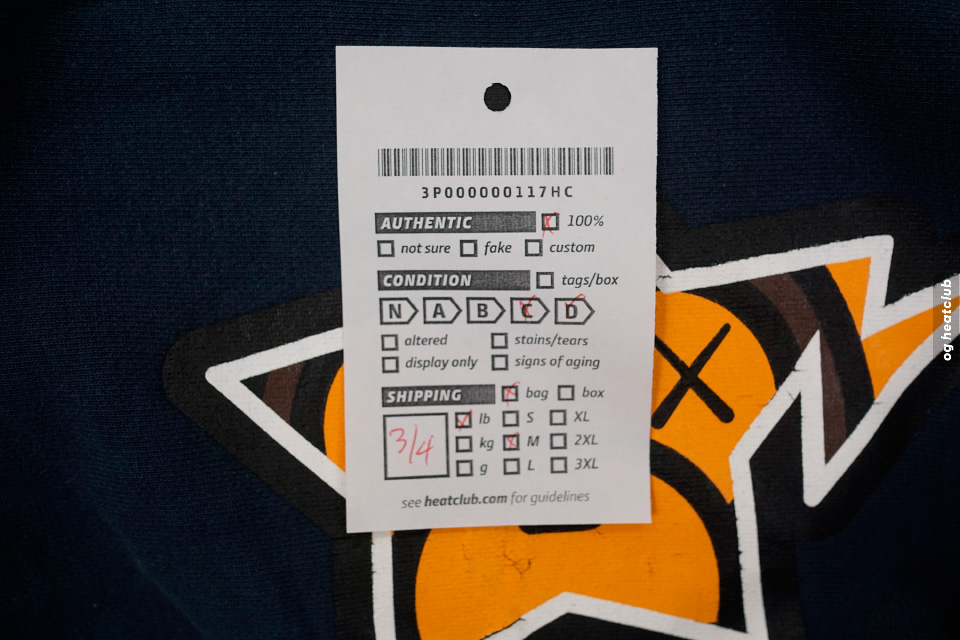 3P000000117HC
AUTHENTIC 100%
not sure fake custom
CONDITION tags/box
N A B C D
altered stains/tears
display only signs of aging
SHIPPING bag box
3/4
lb S XL
kg M 2XL
g L 3XL
see heatclub.com for guidelines
og heatclub